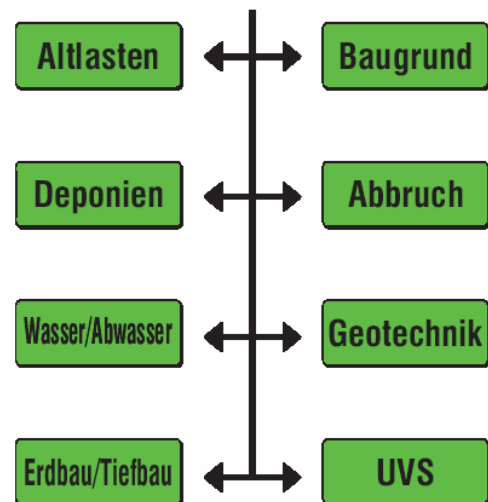 Altlasten
Baugrund
Deponien
Abbruch
Wasser/Abwasser
Geotechnik
Erdbau/Tiefbau
UVS